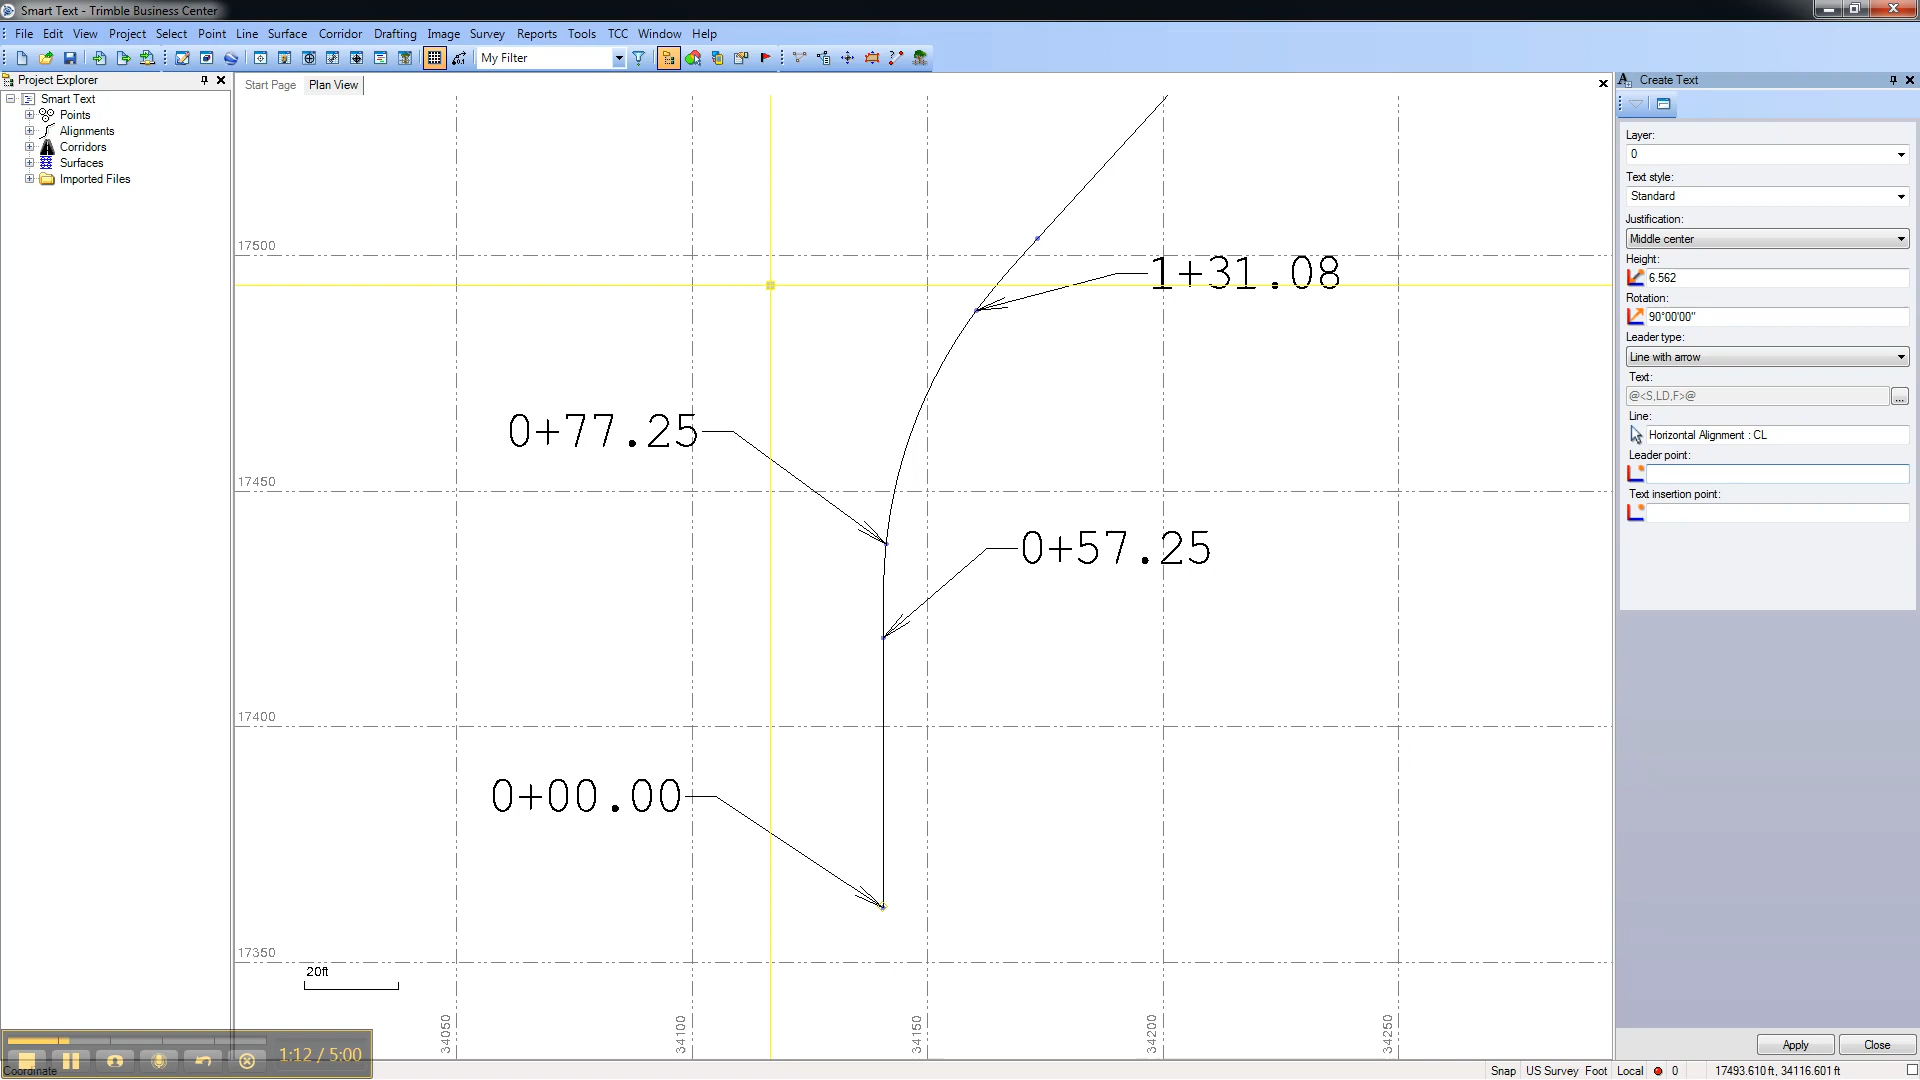 Smart Text - Trimble Business Center
File Edit View Project Select Point Line Surface Corridor Drafting Image Survey Reports Tools TCC Window Help
My Filter
Project Explorer
Smart Text
Points
Alignments
Corridors
Surfaces
Imported Files
Start Page Plan View
17500
17450
17400
17350
1+31.08
0+77.25
0+57.25
0+00.00
20ft
34050
34100
34150
34200
34250
Create Text
Layer:
0
Text style:
Standard
Justification:
Middle center
Height:
6.562
Rotation:
90°00'00"
Leader type:
Line with arrow
Text:
@<S,LD,F>@
...
Line:
Horizontal Alignment : CL
Leader point:
Text insertion point:
Apply Close
1:12 / 5:00
Coordinate
Snap US Survey Foot Local 0 17493.610 ft, 34116.601 ft